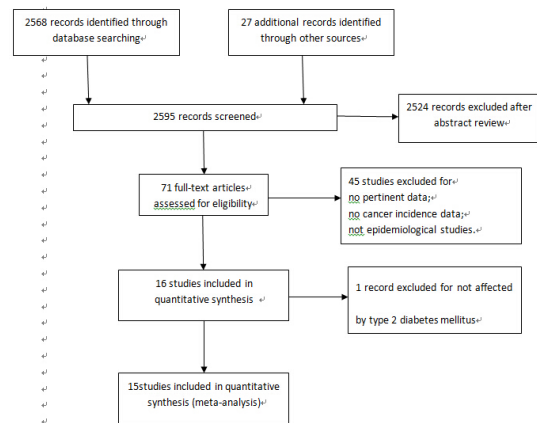 2568 records identified through
database searching
27 additional records identified
through other sources
2595 records screened
2524 records excluded after
abstract review
71 full-text articles
assessed for eligibility
45 studies excluded for
no pertinent data;
no cancer incidence data;
not epidemiological studies.
16 studies included in
quantitative synthesis
1 record excluded for not affected
by type 2 diabetes mellitus
15studies included in quantitative
synthesis (meta-analysis)